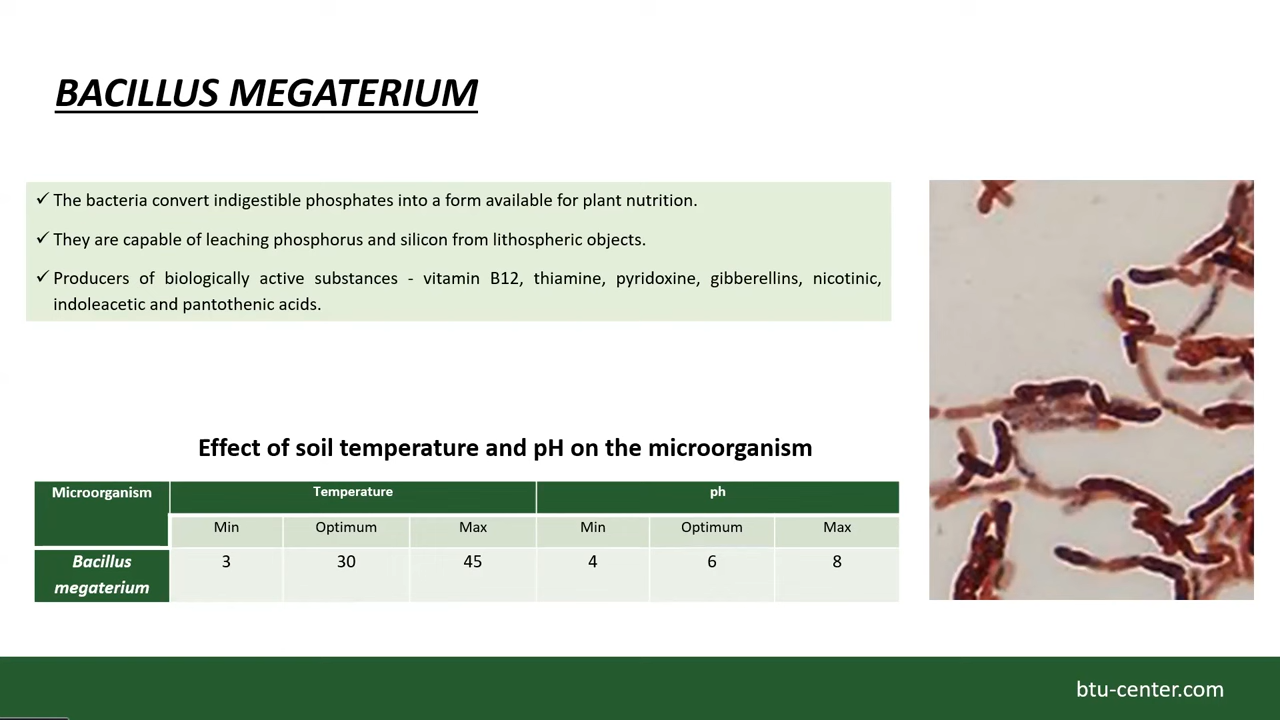 BACILLUS MEGATERIUM
✓ The bacteria convert indigestible phosphates into a form available for plant nutrition.
✓ They are capable of leaching phosphorus and silicon from lithospheric objects.
✓ Producers of biologically active substances - vitamin B12, thiamine, pyridoxine, gibberellins, nicotinic,
indoleacetic and pantothenic acids.
Effect of soil temperature and pH on the microorganism
Microorganism Temperature ph
Min Optimum Max Min Optimum Max
Bacillus 3 30 45 4 6 8
megaterium
btu-center.com